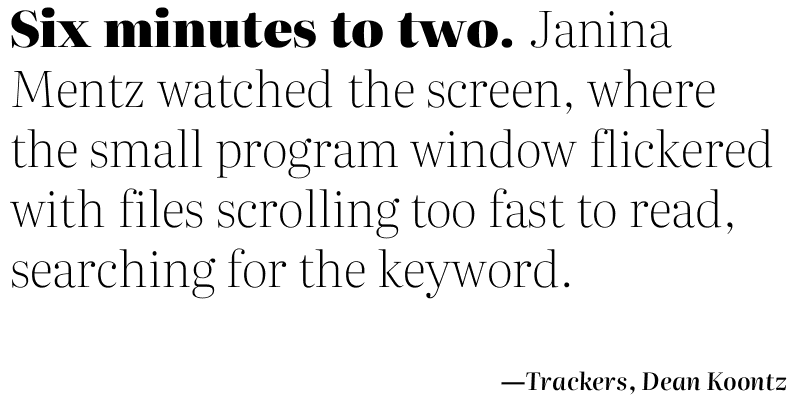 Six minutes to two. Janina
Mentz watched the screen, where
the small program window flickered
with files scrolling too fast to read,
searching for the keyword.
—Trackers, Dean Koontz